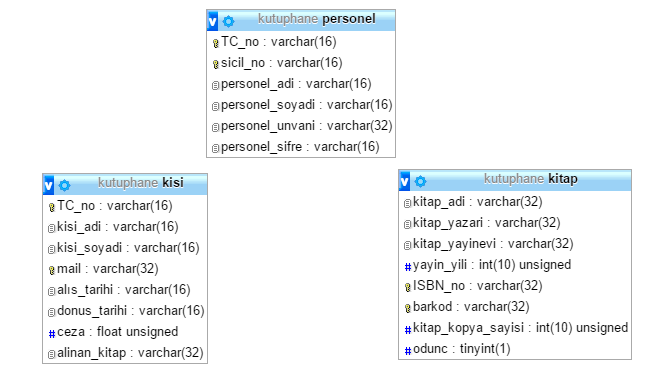 kutuphane personel
TC_no : varchar(16)
sicil_no : varchar(16)
personel_adi : varchar(16)
personel_soyadi : varchar(16)
personel_unvani : varchar(32)
personel_sifre : varchar(16)
kutuphane kisi
TC_no : varchar(16)
kisi_adi : varchar(16)
kisi_soyadi : varchar(16)
mail : varchar(32)
alıs_tarihi : varchar(16)
donus_tarihi : varchar(16)
ceza : float unsigned
alinan_kitap : varchar(32)
kutuphane kitap
kitap_adi : varchar(32)
kitap_yazari : varchar(32)
kitap_yayinevi : varchar(32)
yayin_yili : int(10) unsigned
ISBN_no : varchar(32)
barkod : varchar(32)
kitap_kopya_sayisi : int(10) unsigned
odunc : tinyint(1)